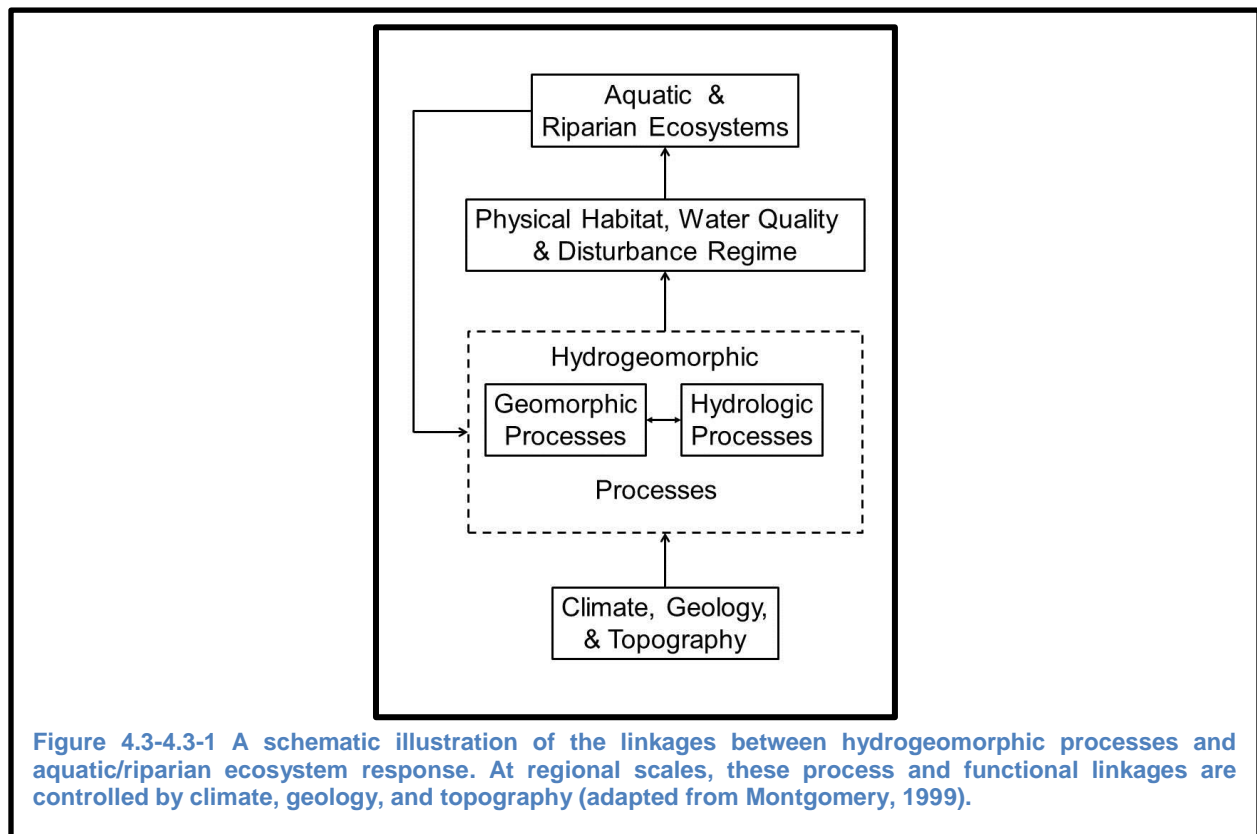 Aquatic &
Riparian Ecosystems
Physical Habitat, Water Quality
& Disturbance Regime
Hydrogeomorphic
Geomorphic
Processes
Hydrologic
Processes
Processes
Climate, Geology,
& Topography
Figure 4.3-4.3-1 A schematic illustration of the linkages between hydrogeomorphic processes and
aquatic/riparian ecosystem response. At regional scales, these process and functional linkages are
controlled by climate, geology, and topography (adapted from Montgomery, 1999).